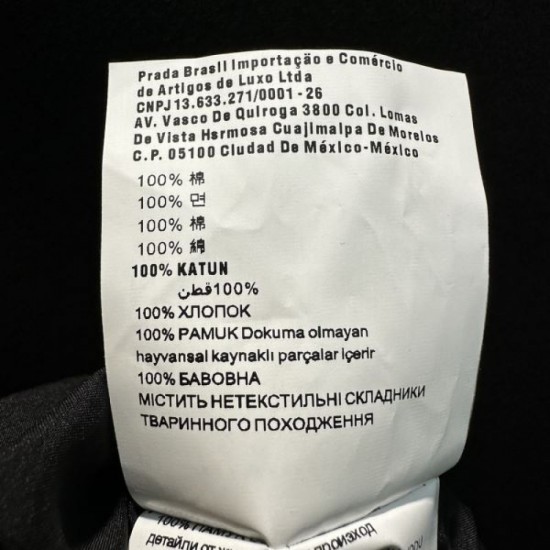 Prada Brasil Importação e Comércio
de Artigos de Luxo Ltda
CNPJ 13.633.271/0001 - 26
AV. Vasco De Quiroga 3800 Col. Lomas
De Vista Hsrmosa Cuajimalpa De Morelos
C.P. 05100 Ciudad De México-México
100% 棉
100% 면
100% 棉
100% 綿
100% KATUN
100% قطن
100% ХЛОПОК
100% PAMUK Dokuma olmayan
hayvansal kaynaklı parçalar içerir
100% БАВОВНА
МІСТИТЬ НЕТЕКСТИЛЬНІ СКЛАДНИКИ
ТВАРИННОГО ПОХОДЖЕННЯ
100%
детали от